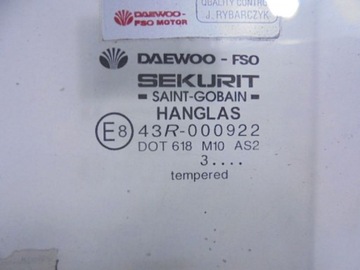 DAEWOO-
FSO MOTOR
QUALITY CONTROL
J. RYBARCZYK
DAEWOO - FSO
SEKURIT
SAINT-GOBAIN
HANGLAS
E8 43R-000922
DOT 618 M10 AS2
3....
tempered